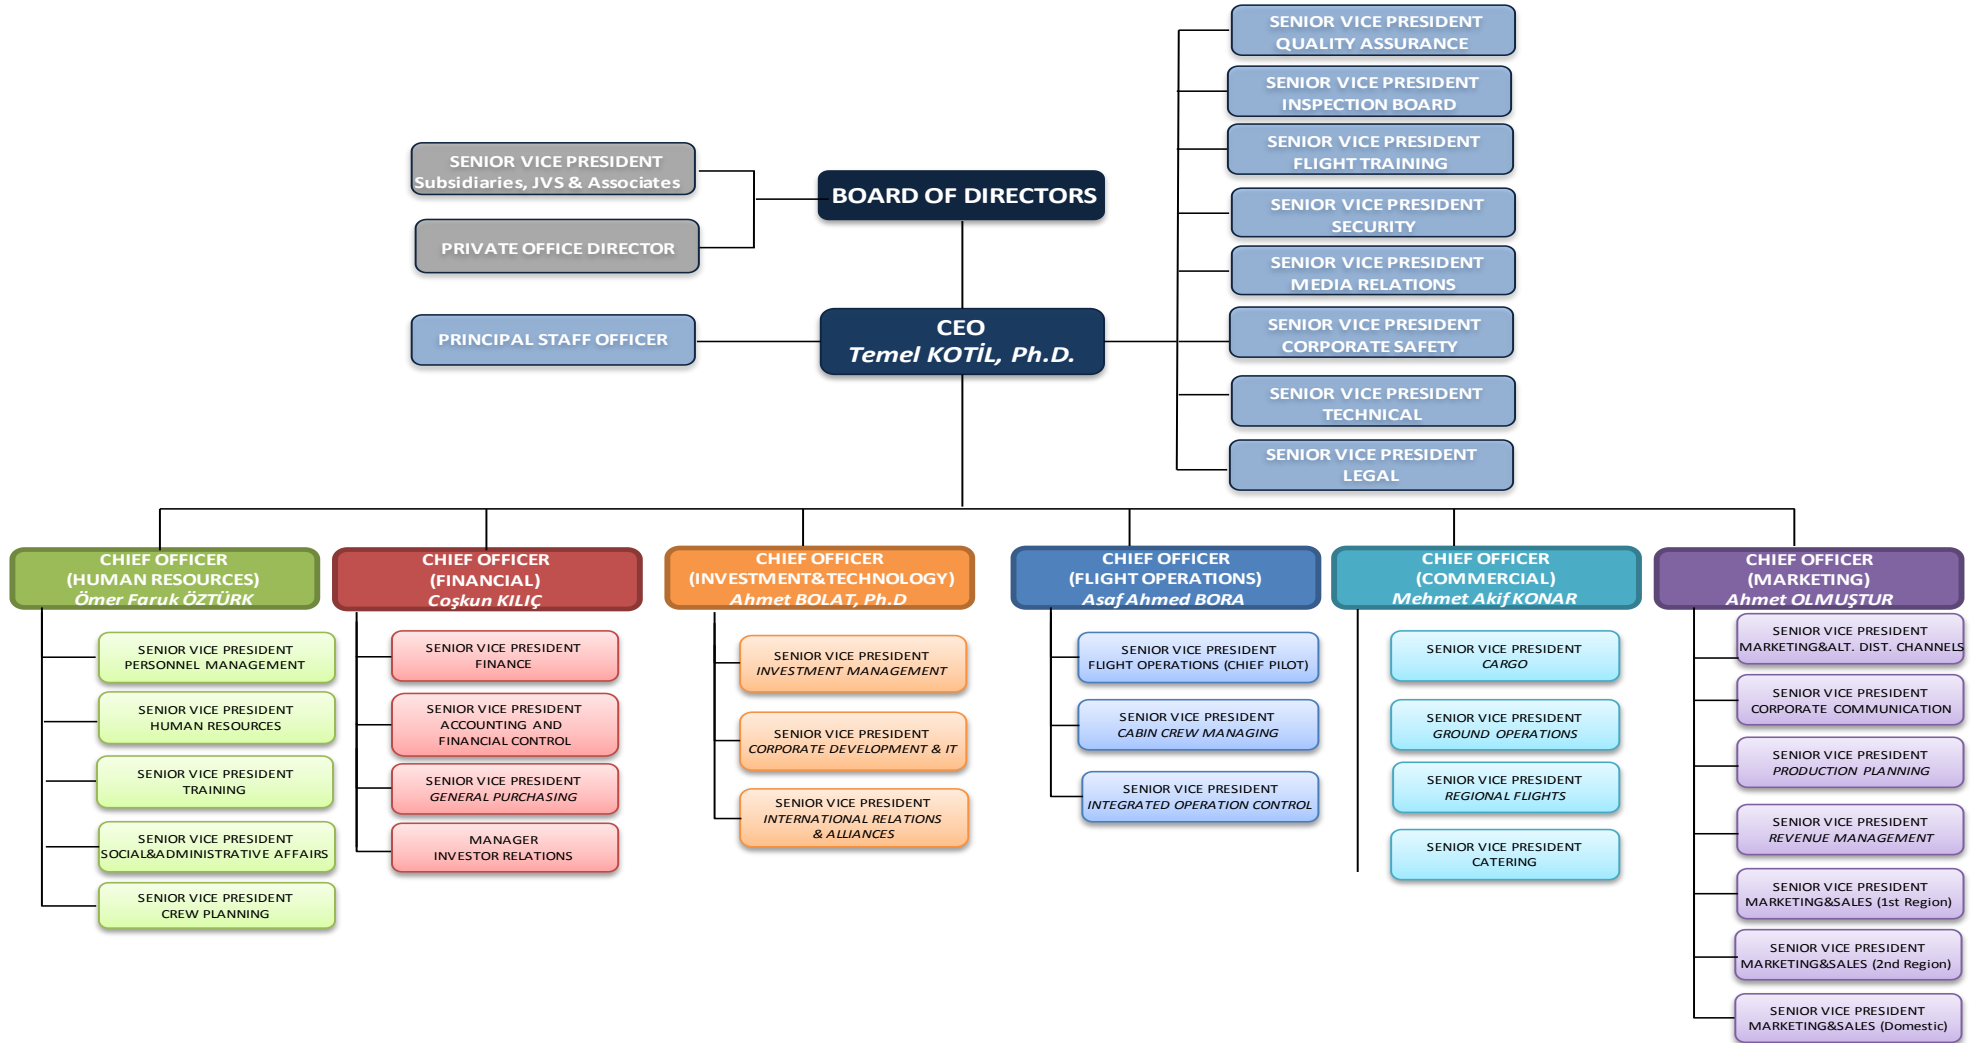 SENIOR VICE PRESIDENT
QUALITY ASSURANCE
SENIOR VICE PRESIDENT
INSPECTION BOARD
SENIOR VICE PRESIDENT
FLIGHT TRAINING
SENIOR VICE PRESIDENT
SECURITY
SENIOR VICE PRESIDENT
MEDIA RELATIONS
SENIOR VICE PRESIDENT
CORPORATE SAFETY
SENIOR VICE PRESIDENT
TECHNICAL
SENIOR VICE PRESIDENT
LEGAL
SENIOR VICE PRESIDENT
Subsidiaries, JVS & Associates
PRIVATE OFFICE DIRECTOR
BOARD OF DIRECTORS
PRINCIPAL STAFF OFFICER
CEO
Temel KOTİL, Ph.D.
CHIEF OFFICER
(HUMAN RESOURCES)
Ömer Faruk ÖZTÜRK
SENIOR VICE PRESIDENT
PERSONNEL MANAGEMENT
SENIOR VICE PRESIDENT
HUMAN RESOURCES
SENIOR VICE PRESIDENT
TRAINING
SENIOR VICE PRESIDENT
SOCIAL&ADMINISTRATIVE AFFAIRS
SENIOR VICE PRESIDENT
CREW PLANNING
CHIEF OFFICER
(FINANCIAL)
Coşkun KILIÇ
SENIOR VICE PRESIDENT
FINANCE
SENIOR VICE PRESIDENT
ACCOUNTING AND
FINANCIAL CONTROL
SENIOR VICE PRESIDENT
GENERAL PURCHASING
MANAGER
INVESTOR RELATIONS
CHIEF OFFICER
(INVESTMENT&TECHNOLOGY)
Ahmet BOLAT, Ph.D
SENIOR VICE PRESIDENT
INVESTMENT MANAGEMENT
SENIOR VICE PRESIDENT
CORPORATE DEVELOPMENT & IT
SENIOR VICE PRESIDENT
INTERNATIONAL RELATIONS
& ALLIANCES
CHIEF OFFICER
(FLIGHT OPERATIONS)
Asaf Ahmed BORA
SENIOR VICE PRESIDENT
FLIGHT OPERATIONS (CHIEF PILOT)
SENIOR VICE PRESIDENT
CABIN CREW MANAGING
SENIOR VICE PRESIDENT
INTEGRATED OPERATION CONTROL
CHIEF OFFICER
(COMMERCIAL)
Mehmet Akif KONAR
SENIOR VICE PRESIDENT
CARGO
SENIOR VICE PRESIDENT
GROUND OPERATIONS
SENIOR VICE PRESIDENT
REGIONAL FLIGHTS
SENIOR VICE PRESIDENT
CATERING
CHIEF OFFICER
(MARKETING)
Ahmet OLMUŞTUR
SENIOR VICE PRESIDENT
MARKETING&ALT. DIST. CHANNELS
SENIOR VICE PRESIDENT
CORPORATE COMMUNICATION
SENIOR VICE PRESIDENT
PRODUCTION PLANNING
SENIOR VICE PRESIDENT
REVENUE MANAGEMENT
SENIOR VICE PRESIDENT
MARKETING&SALES (1st Region)
SENIOR VICE PRESIDENT
MARKETING&SALES (2nd Region)
SENIOR VICE PRESIDENT
MARKETING&SALES (Domestic)